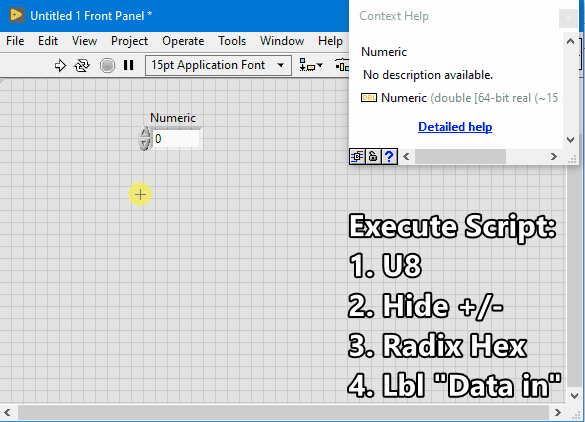 Untitled 1 Front Panel *
File Edit View Project Operate Tools Window Help
15pt Application Font
Context Help
Numeric
No description available.
DBL Numeric (double [64-bit real (~15
Detailed help
Numeric
0
Execute Script:
1. U8
2. Hide +/-
3. Radix Hex
4. Lbl "Data in"